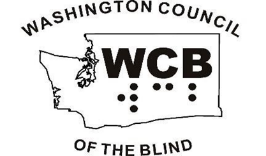 WASHINGTON COUNCIL
WCB
⠺⠉⠃
OF THE BLIND